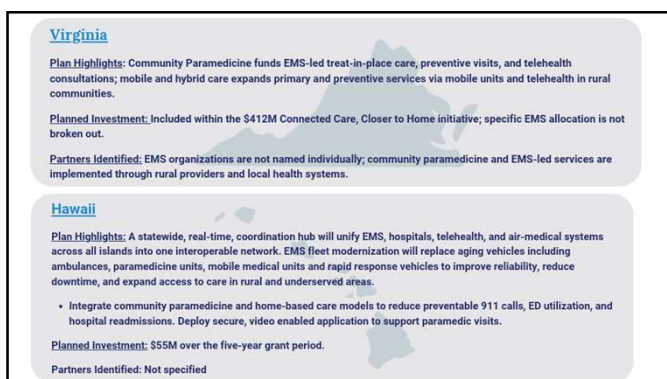 Virginia
Plan Highlights: Community Paramedicine funds EMS-led treat-in-place care, preventive visits, and telehealth
consultations; mobile and hybrid care expands primary and preventive services via mobile units and telehealth in rural
communities.
Planned Investment: Included within the $412M Connected Care, Closer to Home initiative; specific EMS allocation is not
broken out.
Partners Identified: EMS organizations are not named individually; community paramedicine and EMS-led services are
implemented through rural providers and local health systems.
Hawaii
Plan Highlights: A statewide, real-time, coordination hub will unify EMS, hospitals, telehealth, and air-medical systems
across all islands into one interoperable network. EMS fleet modernization will replace aging vehicles including
ambulances, paramedicine units, mobile medical units and rapid response vehicles to improve reliability, reduce
downtime, and expand access to care in rural and underserved areas.
• Integrate community paramedicine and home-based care models to reduce preventable 911 calls, ED utilization, and
hospital readmissions. Deploy secure, video enabled application to support paramedic visits.
Planned Investment: $55M over the five-year grant period.
Partners Identified: Not specified